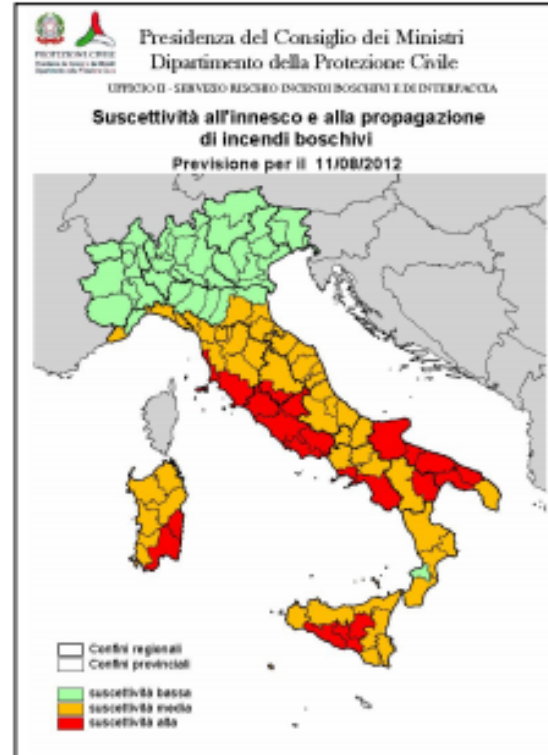 PROTEZIONE CIVILE
Presidenza del Consiglio dei Ministri
Dipartimento della Protezione Civile
UFFICIO II - SERVIZIO RISCHIO INCENDI BOSCHIVI E DI INTERFACCIA
Suscettività all'innesco e alla propagazione
di incendi boschivi
Previsione per il 11/08/2012
Confini regionali
Confini provinciali
suscettività bassa
suscettività media
suscettività alta